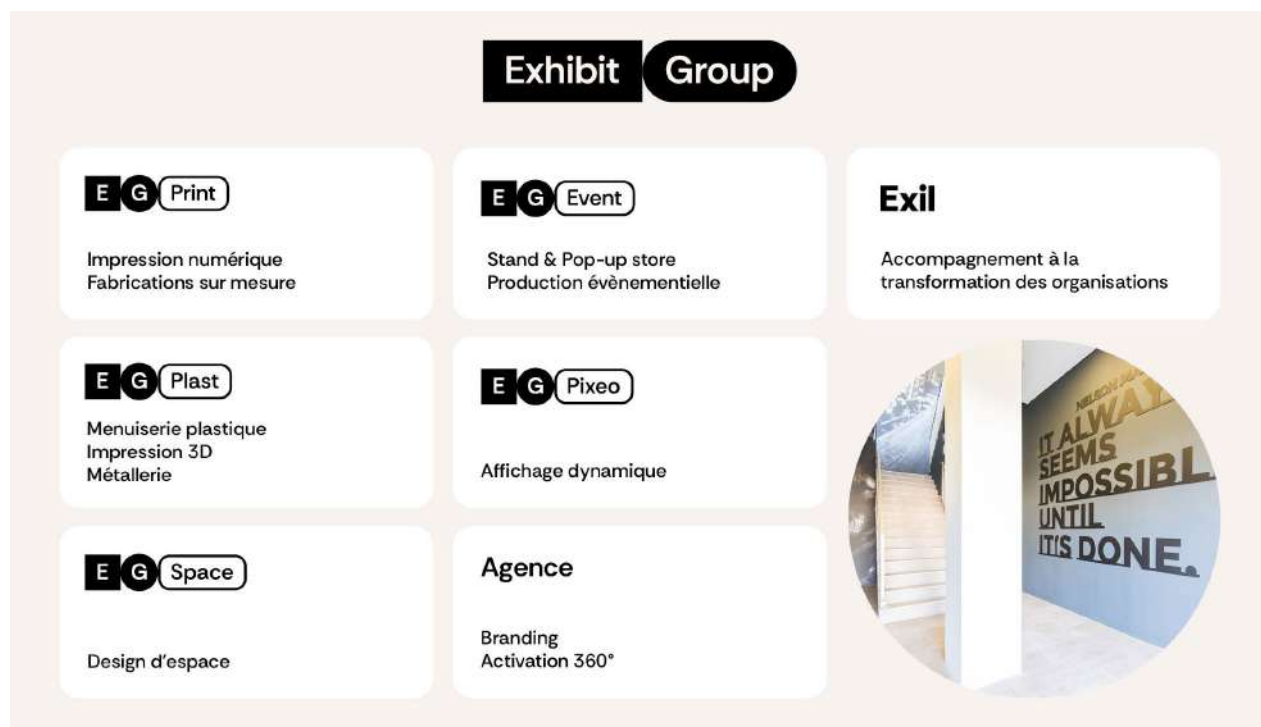 Exhibit Group
E G Print
Impression numérique
Fabrications sur mesure
E G Event
Stand & Pop-up store
Production évènementielle
Exil
Accompagnement à la
transformation des organisations
E G Plast
Menuiserie plastique
Impression 3D
Métallerie
E G Pixeo
Affichage dynamique
E G Space
Design d'espace
Agence
Branding
Activation 360°
NELSON
IT ALWAY
SEEMS
IMPOSSIBL
UNTIL
IT'S DONE.